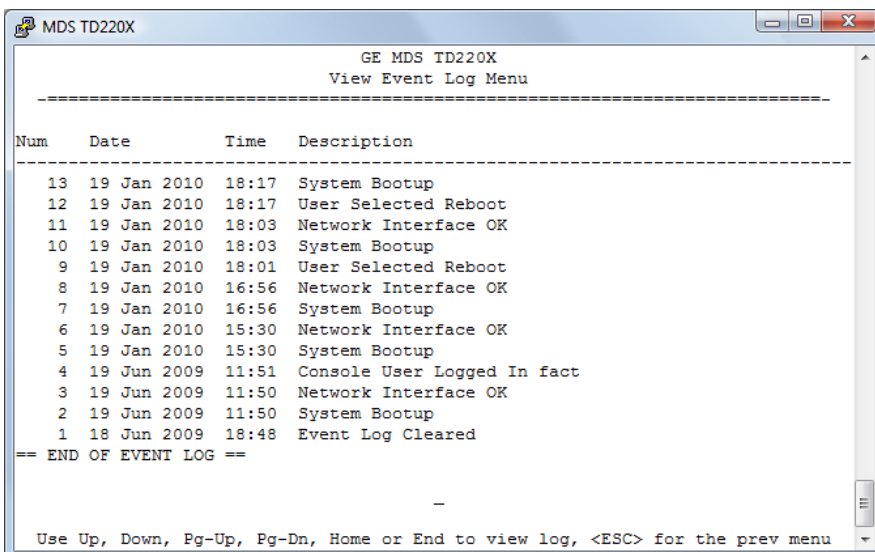 MDS TD220X
GE MDS TD220X
View Event Log Menu
Num Date Time Description
13 19 Jan 2010 18:17 System Bootup
12 19 Jan 2010 18:17 User Selected Reboot
11 19 Jan 2010 18:03 Network Interface OK
10 19 Jan 2010 18:03 System Bootup
9 19 Jan 2010 18:01 User Selected Reboot
8 19 Jan 2010 16:56 Network Interface OK
7 19 Jan 2010 16:56 System Bootup
6 19 Jan 2010 15:30 Network Interface OK
5 19 Jan 2010 15:30 System Bootup
4 19 Jun 2009 11:51 Console User Logged In fact
3 19 Jun 2009 11:50 Network Interface OK
2 19 Jun 2009 11:50 System Bootup
1 18 Jun 2009 18:48 Event Log Cleared
== END OF EVENT LOG ==
Use Up, Down, Pg-Up, Pg-Dn, Home or End to view log, <ESC> for the prev menu